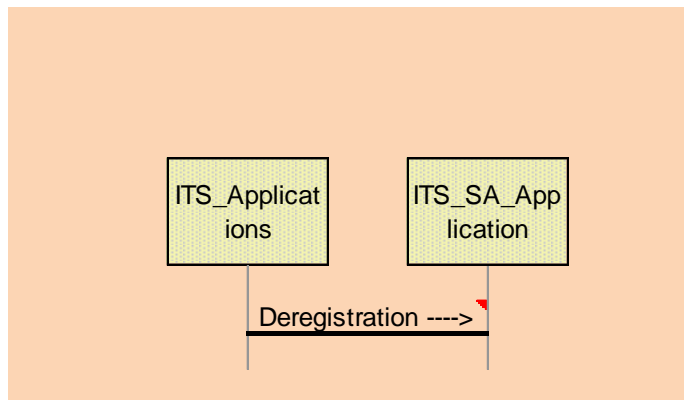 ITS_Applicat
ions
ITS_SA_App
lication
Deregistration ---->